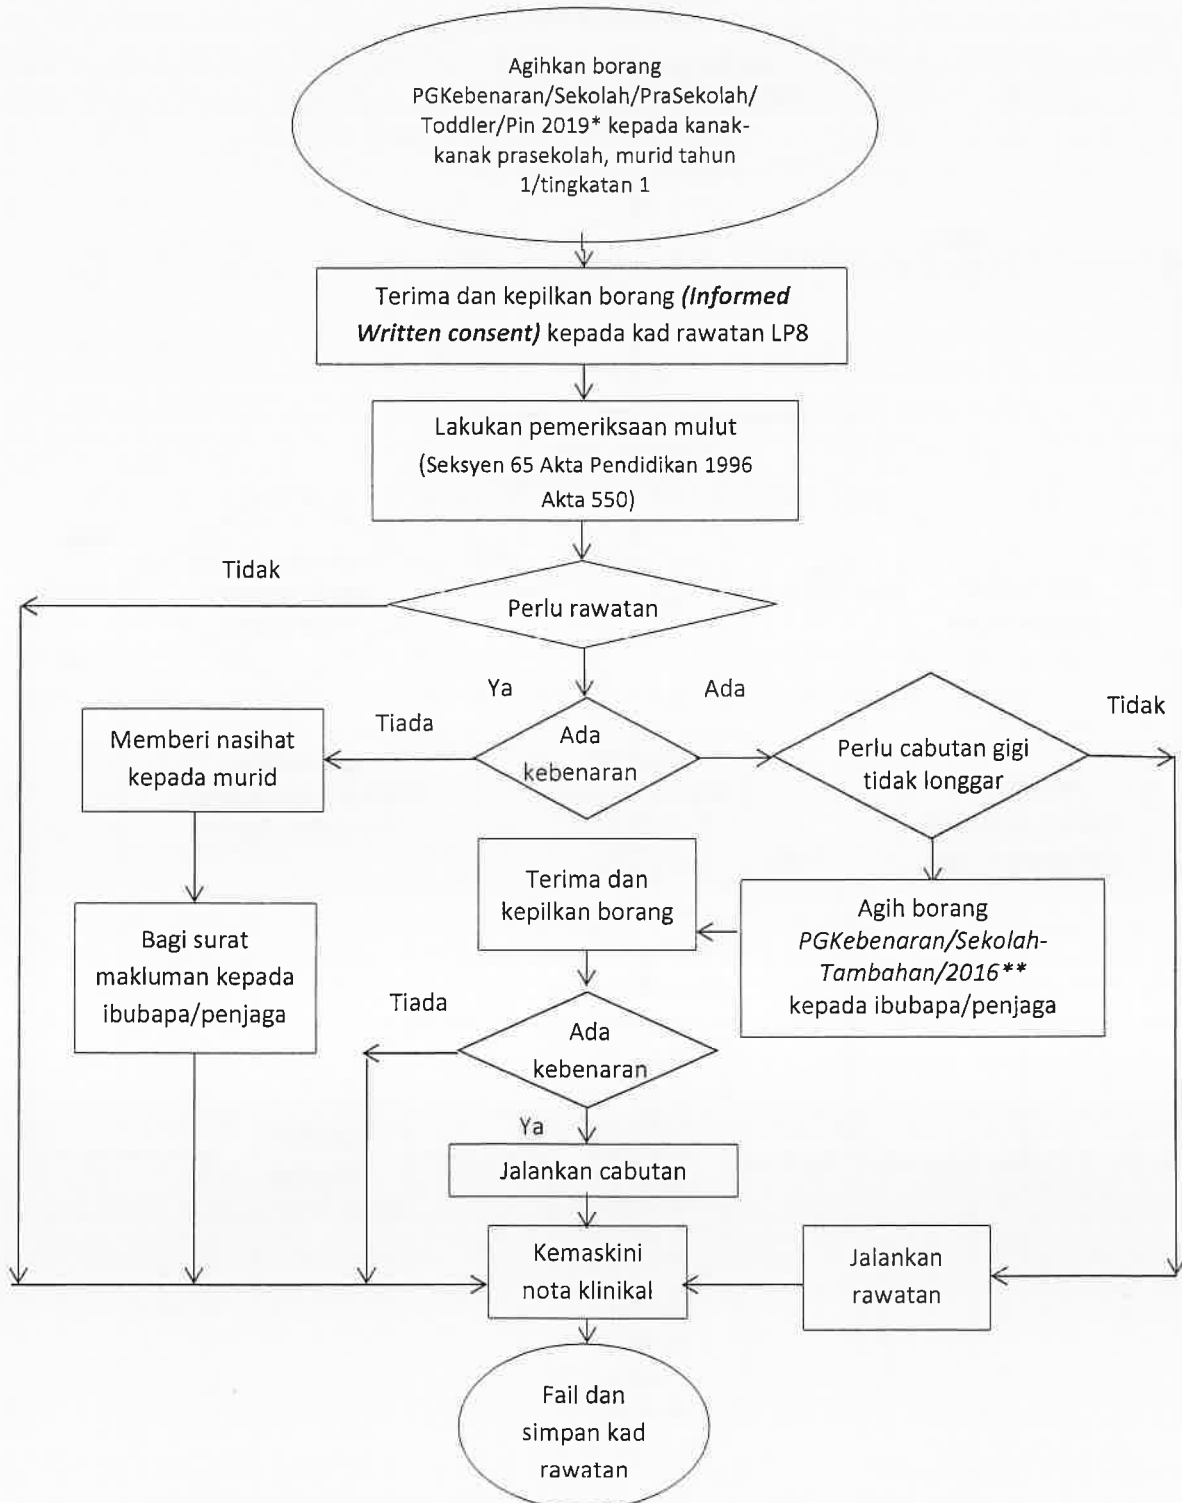 Agihkan borang
PGKebenaran/Sekolah/PraSekolah/
Toddler/Pin 2019* kepada kanak-
kanak prasekolah, murid tahun
1/tingkatan 1
Terima dan kepilkan borang (Informed
Written consent) kepada kad rawatan LP8
Lakukan pemeriksaan mulut
(Seksyen 65 Akta Pendidikan 1996
Akta 550)
Tidak
Perlu rawatan
Ya
Ada
Tidak
Tiada
Memberi nasihat
kepada murid
Ada
kebenaran
Perlu cabutan gigi
tidak longgar
Terima dan
kepilkan borang
Agih borang
PGKebenaran/Sekolah-
Tambahan/2016**
kepada ibubapa/penjaga
Bagi surat
makluman kepada
ibubapa/penjaga
Tiada
Ada
kebenaran
Ya
Jalankan cabutan
Kemaskini
nota klinikal
Jalankan
rawatan
Fail dan
simpan kad
rawatan